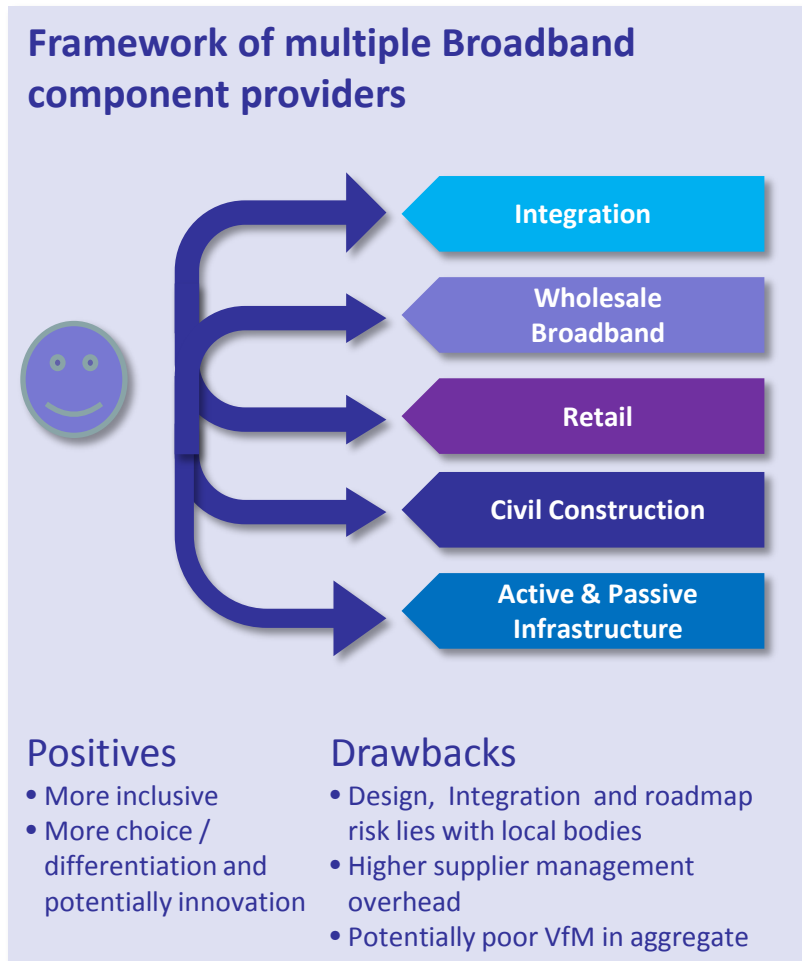 Framework of multiple Broadband
component providers
Integration
Wholesale
Broadband
Retail
Civil Construction
Active & Passive
Infrastructure
Positives
• More inclusive
• More choice /
differentiation and
potentially innovation
Drawbacks
• Design, Integration and roadmap
risk lies with local bodies
• Higher supplier management
overhead
• Potentially poor VfM in aggregate